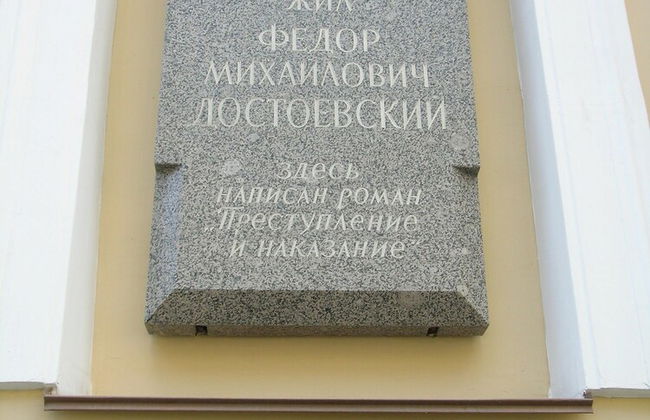 ЖИЛ
ФЕДОР
МИХАЙЛОВИЧ
ДОСТОЕВСКИЙ
здесь
написан роман
„Преступление
и наказание“